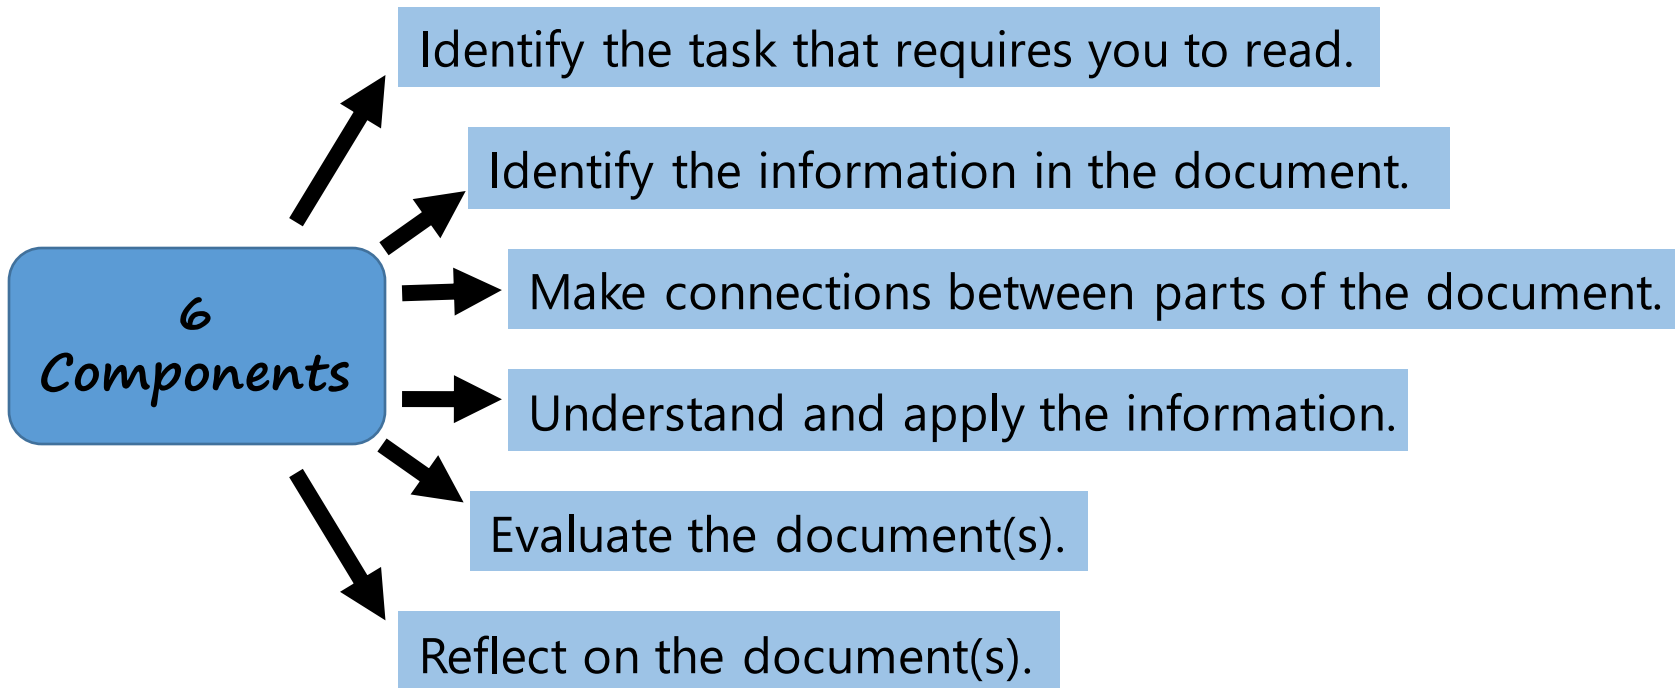 Identify the task that requires you to read.
Identify the information in the document.
Make connections between parts of the document.
6
Components
Understand and apply the information.
Evaluate the document(s).
Reflect on the document(s).